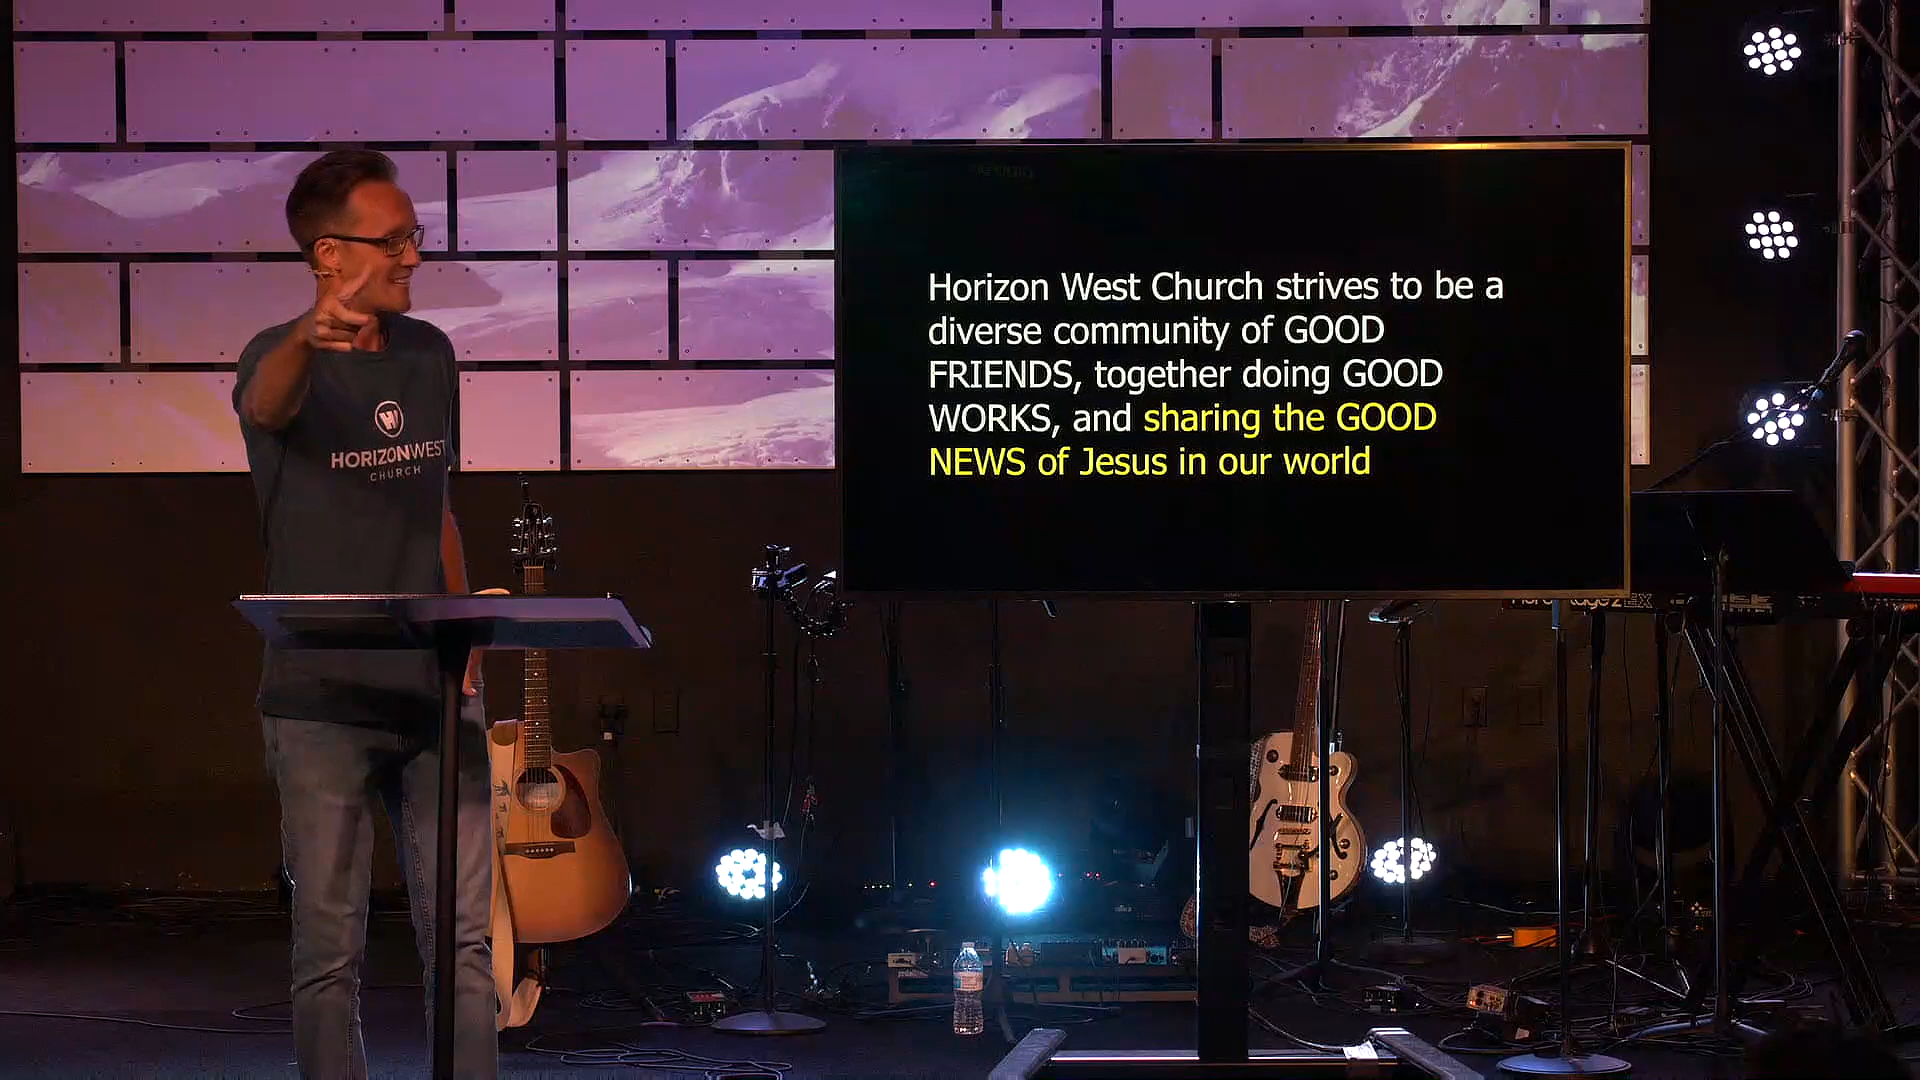 Horizon West Church strives to be a
diverse community of GOOD
FRIENDS, together doing GOOD
WORKS, and sharing the GOOD
NEWS of Jesus in our world
HORIZONWEST
CHURCH